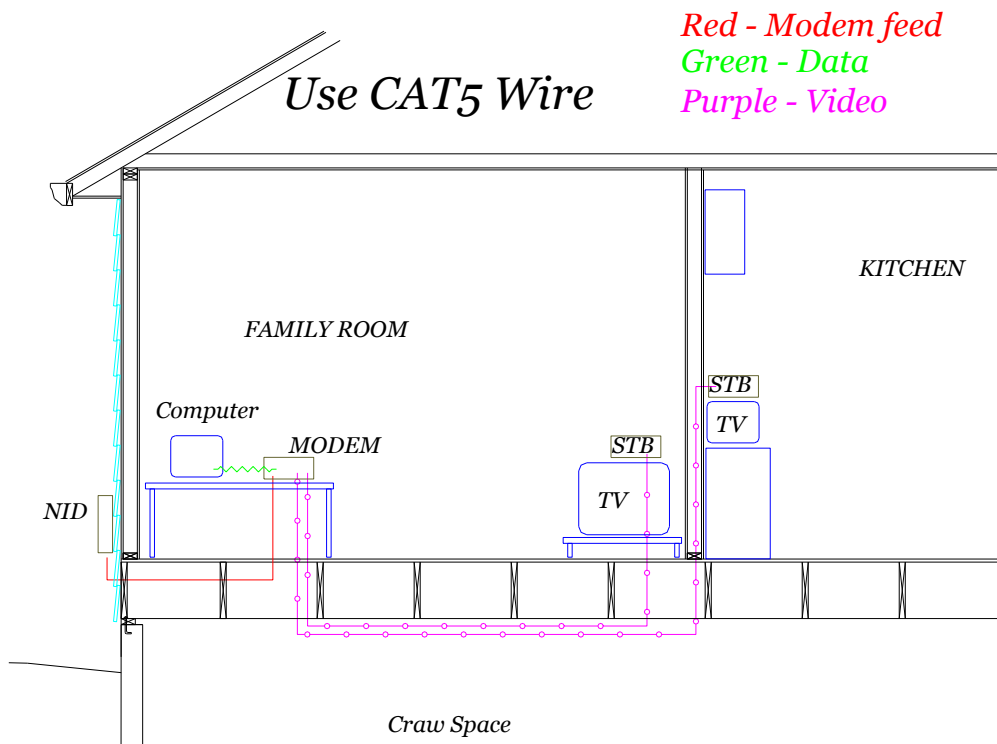 Red - Modem feed
Green - Data
Purple - Video
Use CAT5 Wire
KITCHEN
FAMILY ROOM
STB
Computer
TV
MODEM
STB
TV
NID
Craw Space